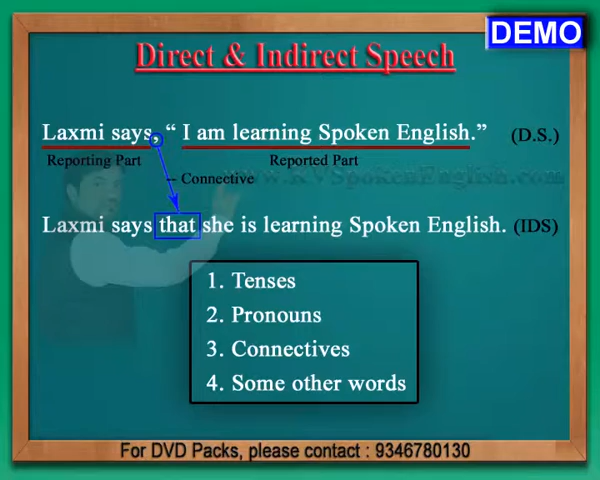 DEMO
Direct & Indirect Speech
Laxmi says, “ I am learning Spoken English.” (D.S.)
Reporting Part Reported Part
Connective
www.KVSpokenEnglish.com
Laxmi says that she is learning Spoken English. (IDS)
1. Tenses
2. Pronouns
3. Connectives
4. Some other words
For DVD Packs, please contact : 9346780130